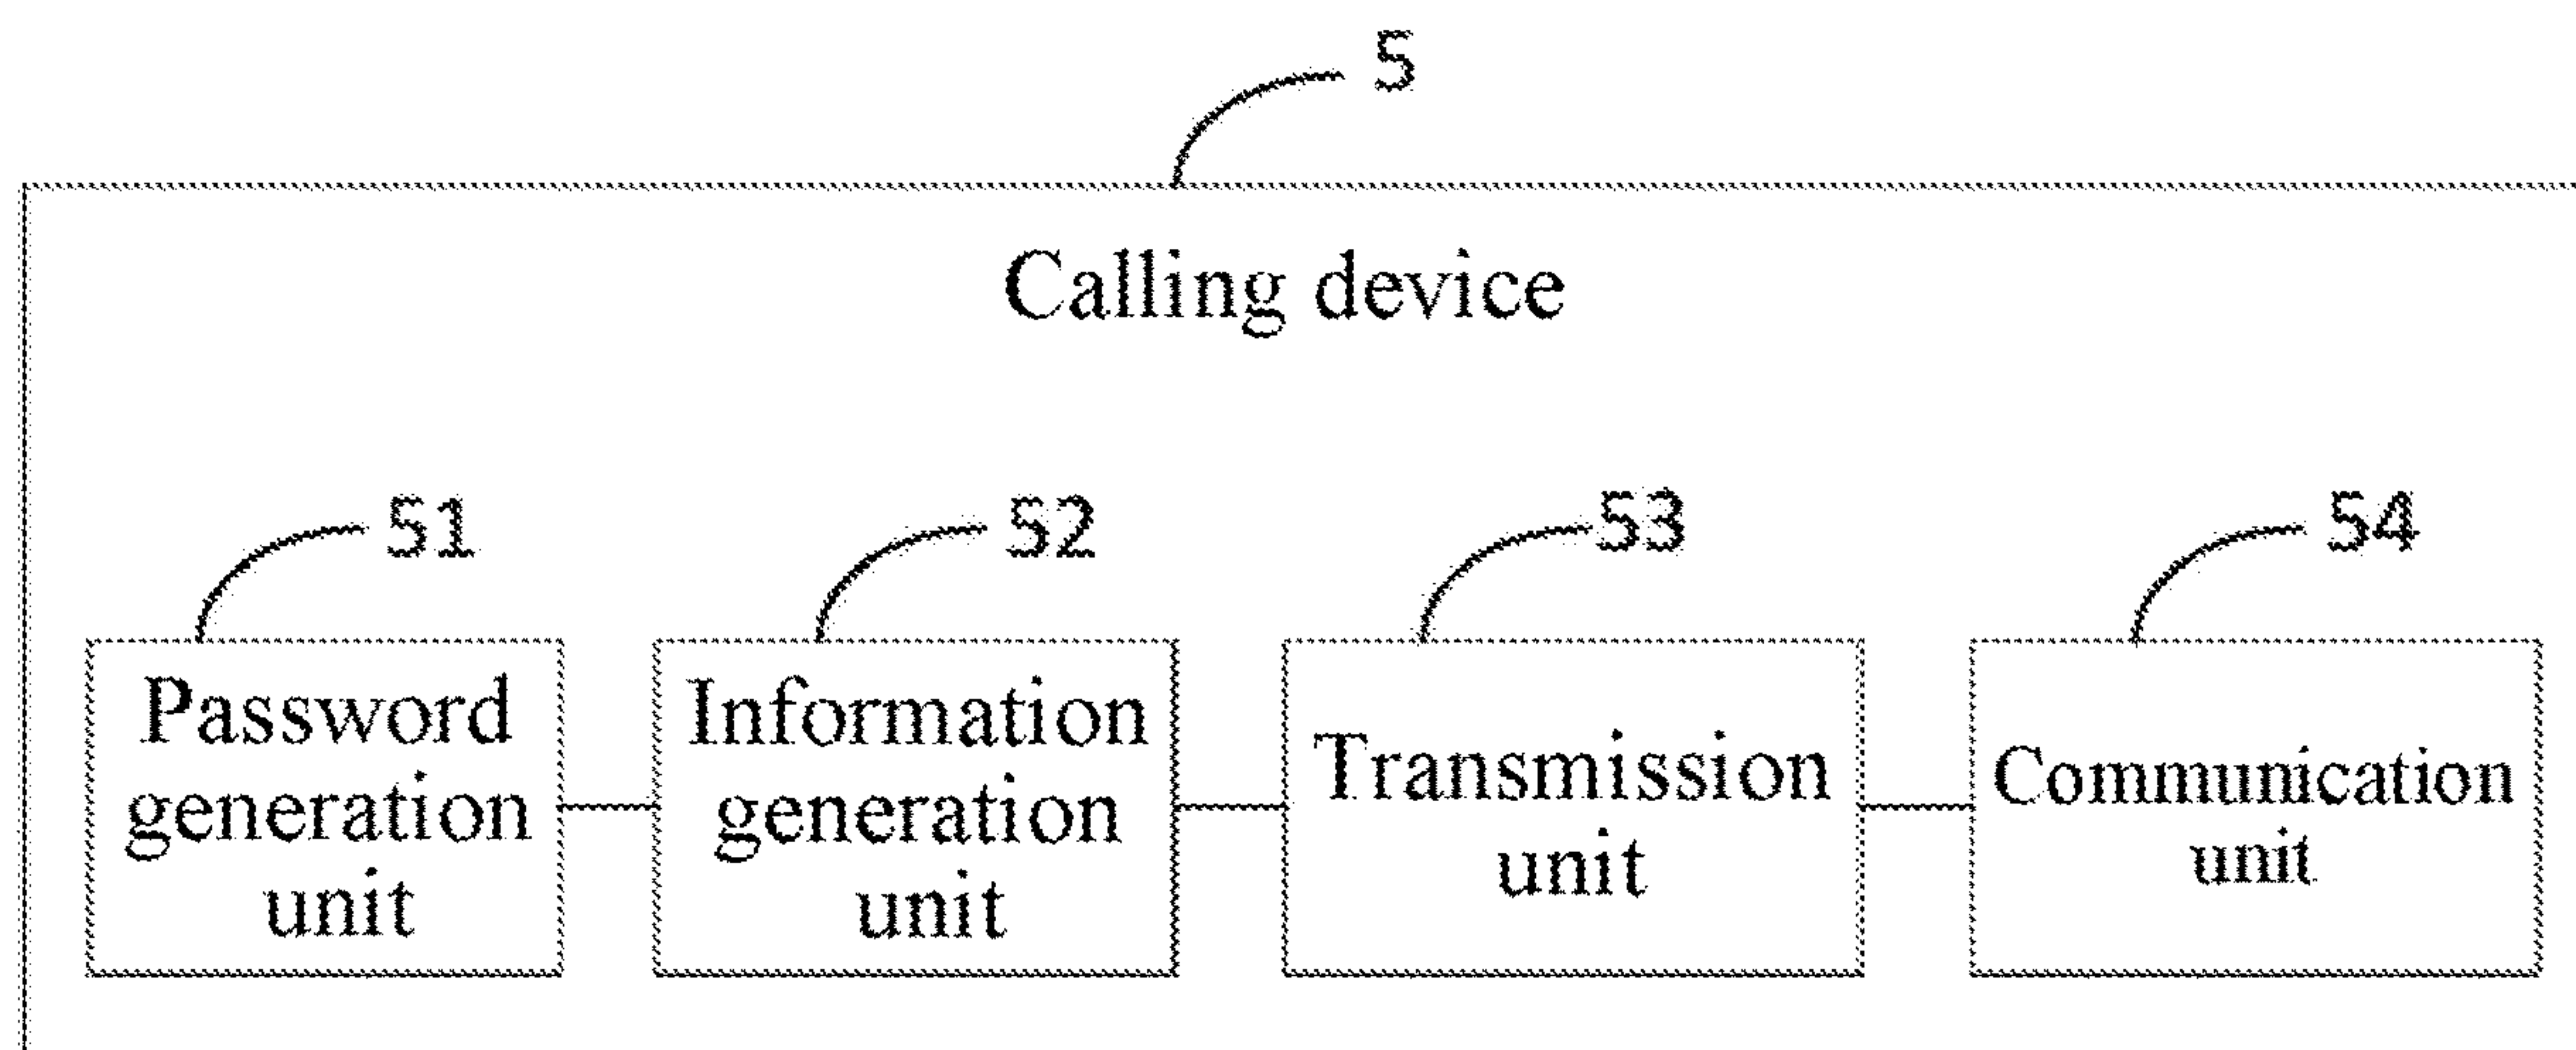 5
Calling device
51
52
53
54
Password
generation
unit
Information
generation
unit
Transmission
unit
Communication
unit